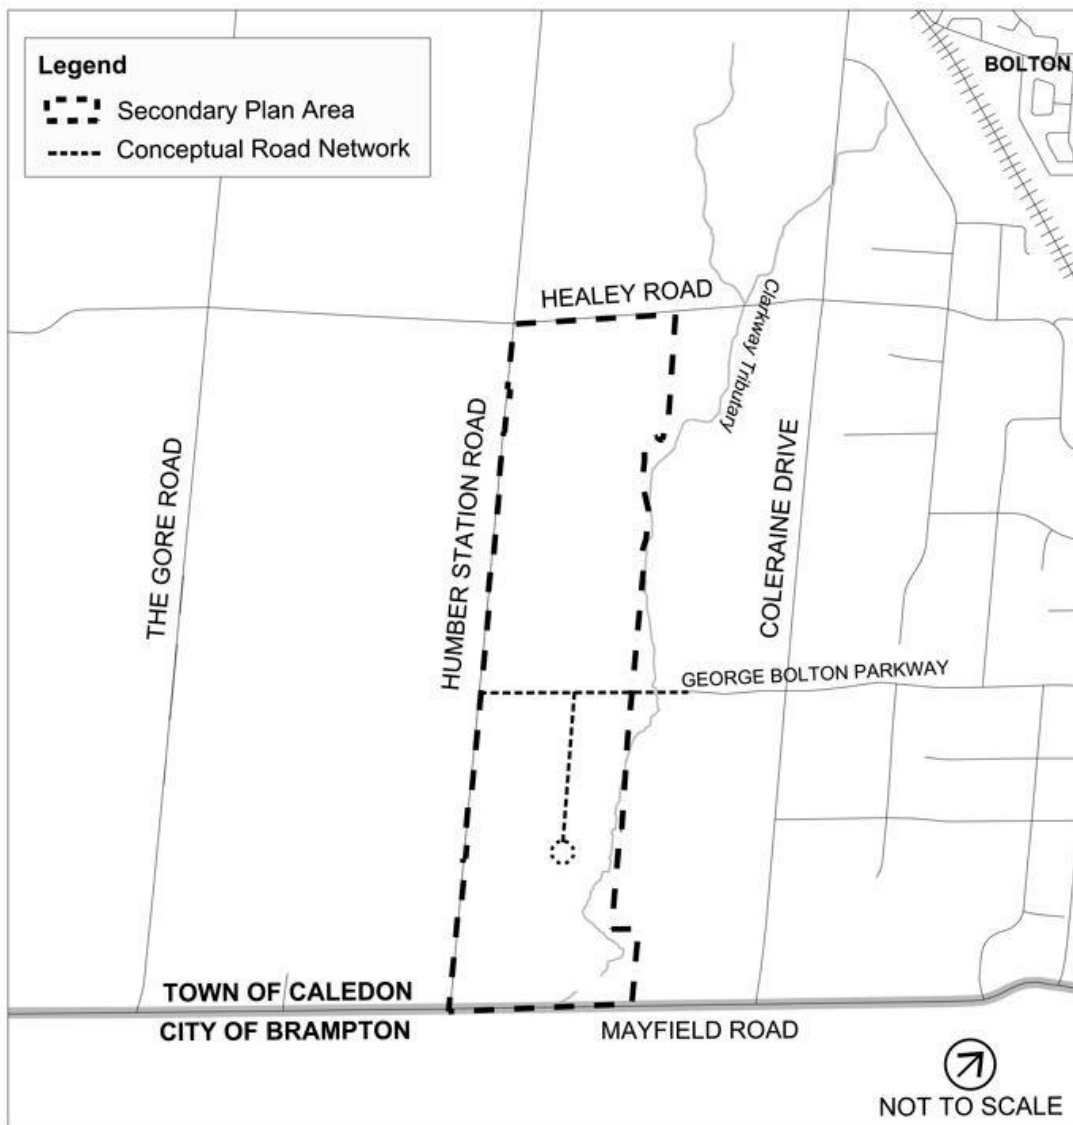 Legend
Secondary Plan Area
Conceptual Road Network
BOLTON
HEALEY ROAD
Clarkway Tributary
THE GORE ROAD
HUMBER STATION ROAD
COLERAINE DRIVE
GEORGE BOLTON PARKWAY
TOWN OF CALEDON
CITY OF BRAMPTON
MAYFIELD ROAD
NOT TO SCALE